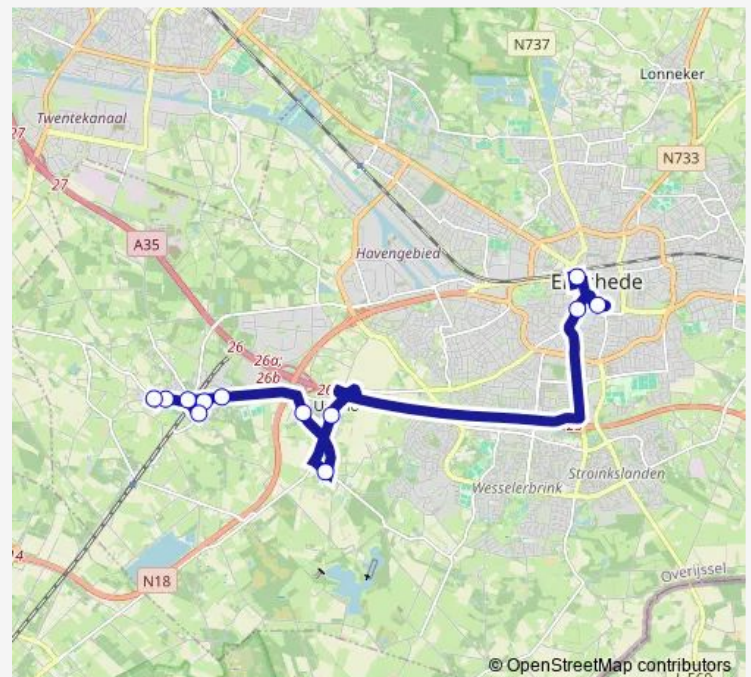 N737
Lonneker
Twentekanaal
27
N733
27
A35
Havengebied
26
26a;
26b
Wesselerbrink
Stroinkslanden
N18
Overijssel
© OpenStreetMap contributors